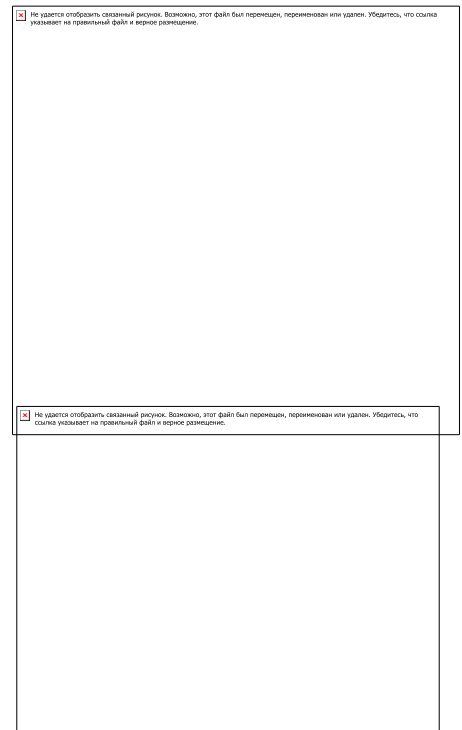 Не удается отобразить связанный рисунок. Возможно, этот файл был перемещен, переименован или удален. Убедитесь, что ссылка
указывает на правильный файл и верное размещение.
Не удается отобразить связанный рисунок. Возможно, этот файл был перемещен, переименован или удален. Убедитесь, что
ссылка указывает на правильный файл и верное размещение.